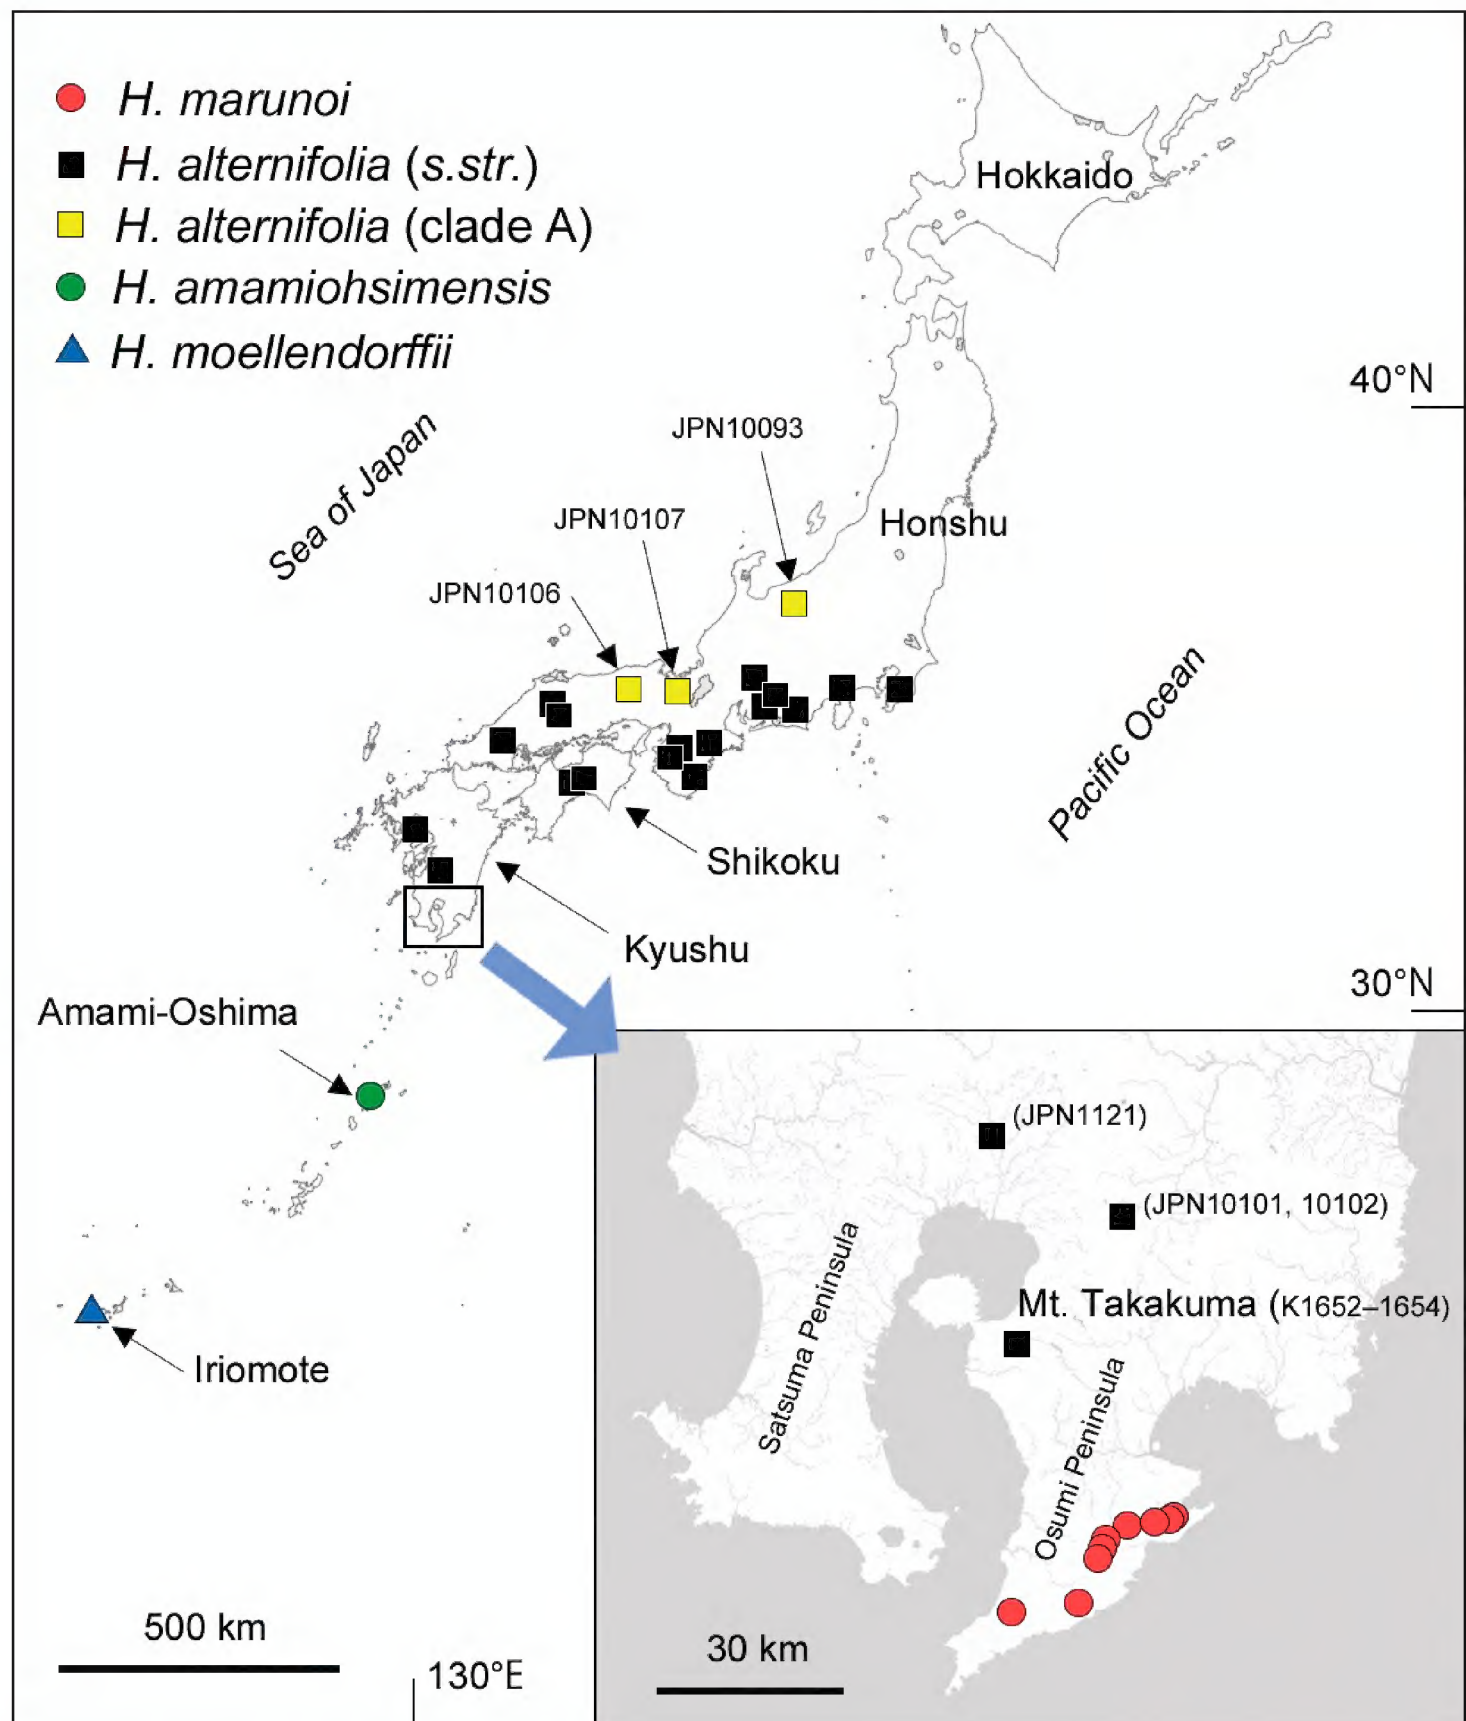 H. marunoi
H. alternifolia (s.str.)
H. alternifolia (clade A)
H. amamiohsimensis
H. moellendorffii
Hokkaido
40°N
JPN10093
Sea of Japan
JPN10107
Honshu
JPN10106
Pacific Ocean
Shikoku
Kyushu
30°N
Amami-Oshima
Iriomote
500 km
130°E
(JPN1121)
(JPN10101, 10102)
Satsuma Peninsula
Mt. Takakuma (K1652–1654)
Osumi Peninsula
30 km